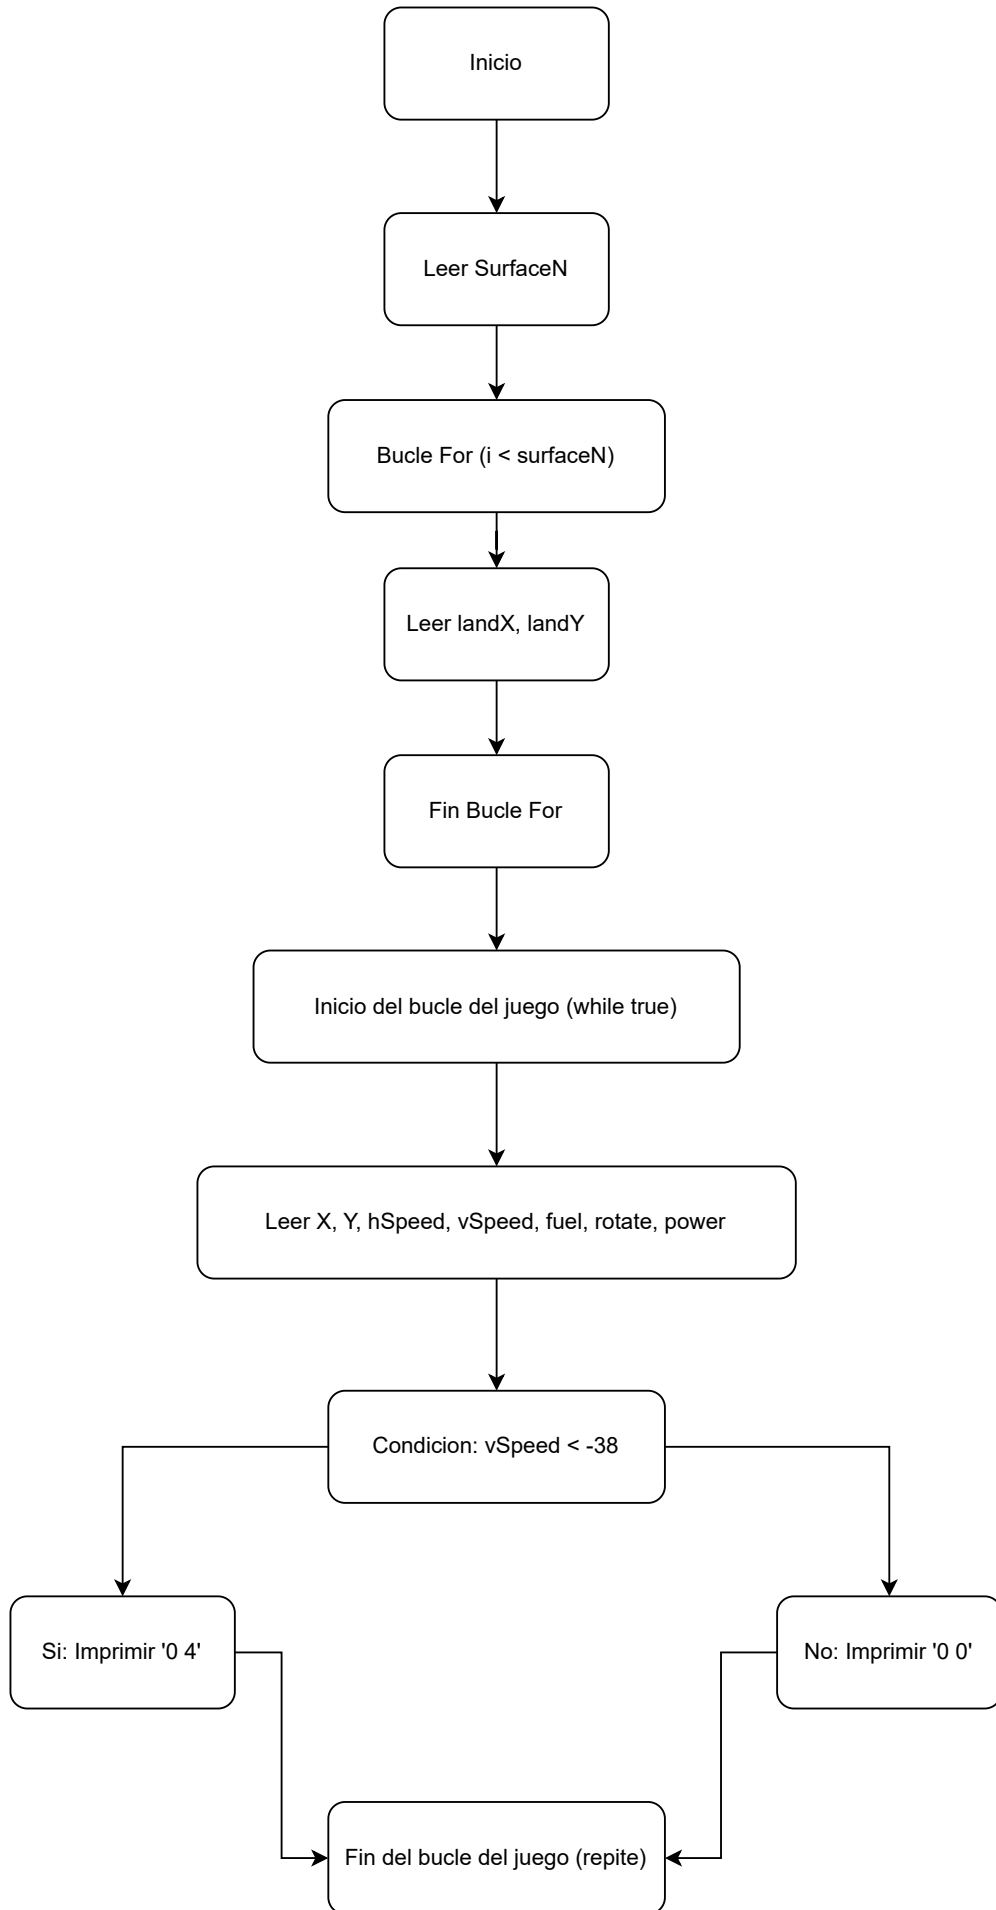 Inicio
Leer SurfaceN
Bucle For (i < surfaceN)
Leer landX, landY
Fin Bucle For
Inicio del bucle del juego (while true)
Leer X, Y, hSpeed, vSpeed, fuel, rotate, power
Condicion: vSpeed < -38
Si: Imprimir '0 4'
No: Imprimir '0 0'
Fin del bucle del juego (repite)